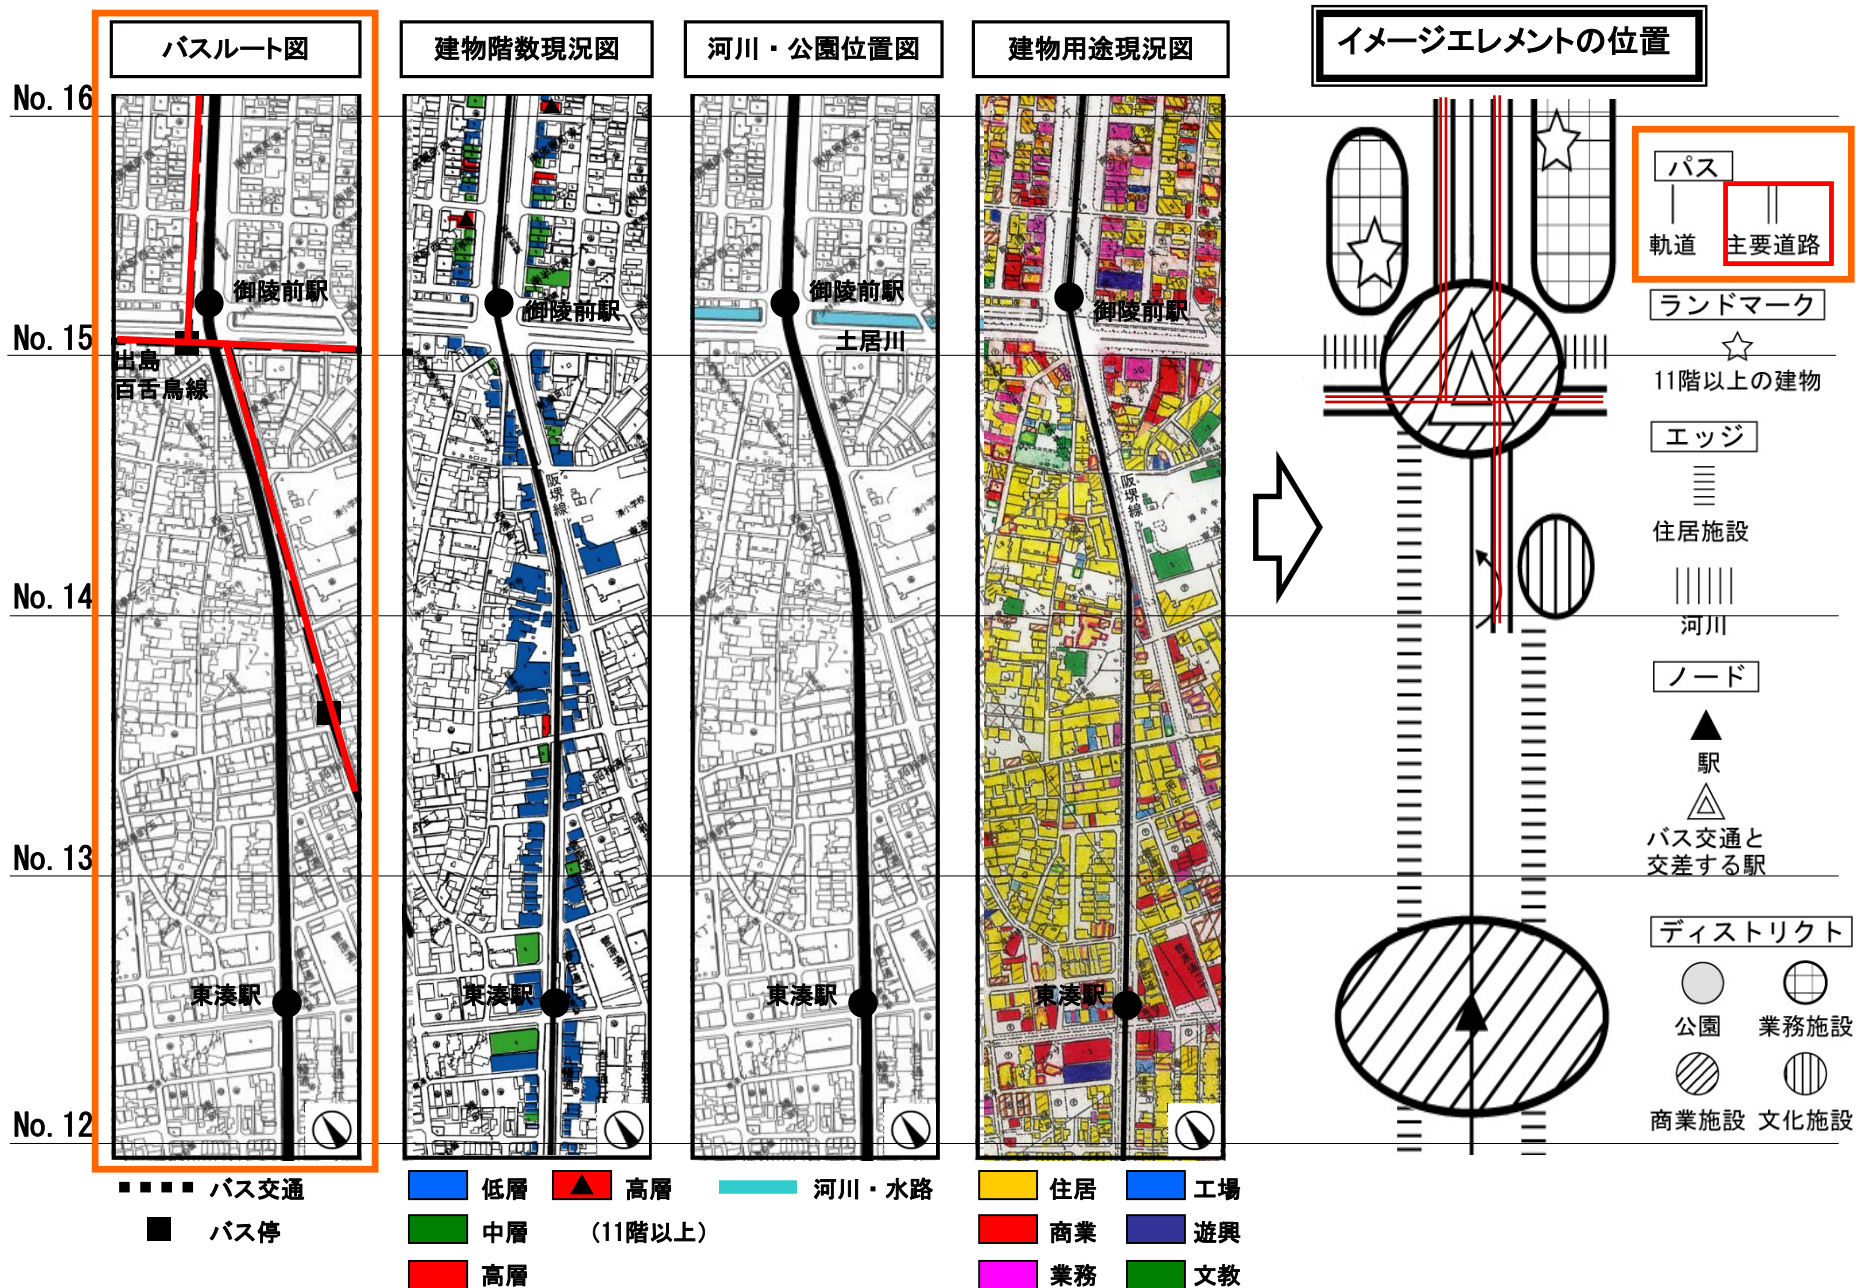 バスルート図
建物階数現況図
河川・公園位置図
建物用途現況図
イメージエレメントの位置
No. 16
No. 15
No. 14
No. 13
No. 12
御陵前駅
出島
百舌鳥線
東湊駅
御陵前駅
阪堺線
東湊駅
御陵前駅
土居川
東湊駅
御陵前駅
阪堺線
東湊駅
パス
軌道
主要道路
ランドマーク
11階以上の建物
エッジ
住居施設
河川
ノード
駅
バス交通と
交差する駅
ディストリクト
公園
業務施設
商業施設
文化施設
バス交通
バス停
低層
高層
中層
(11階以上)
高層
河川・水路
住居
工場
商業
遊興
業務
文教